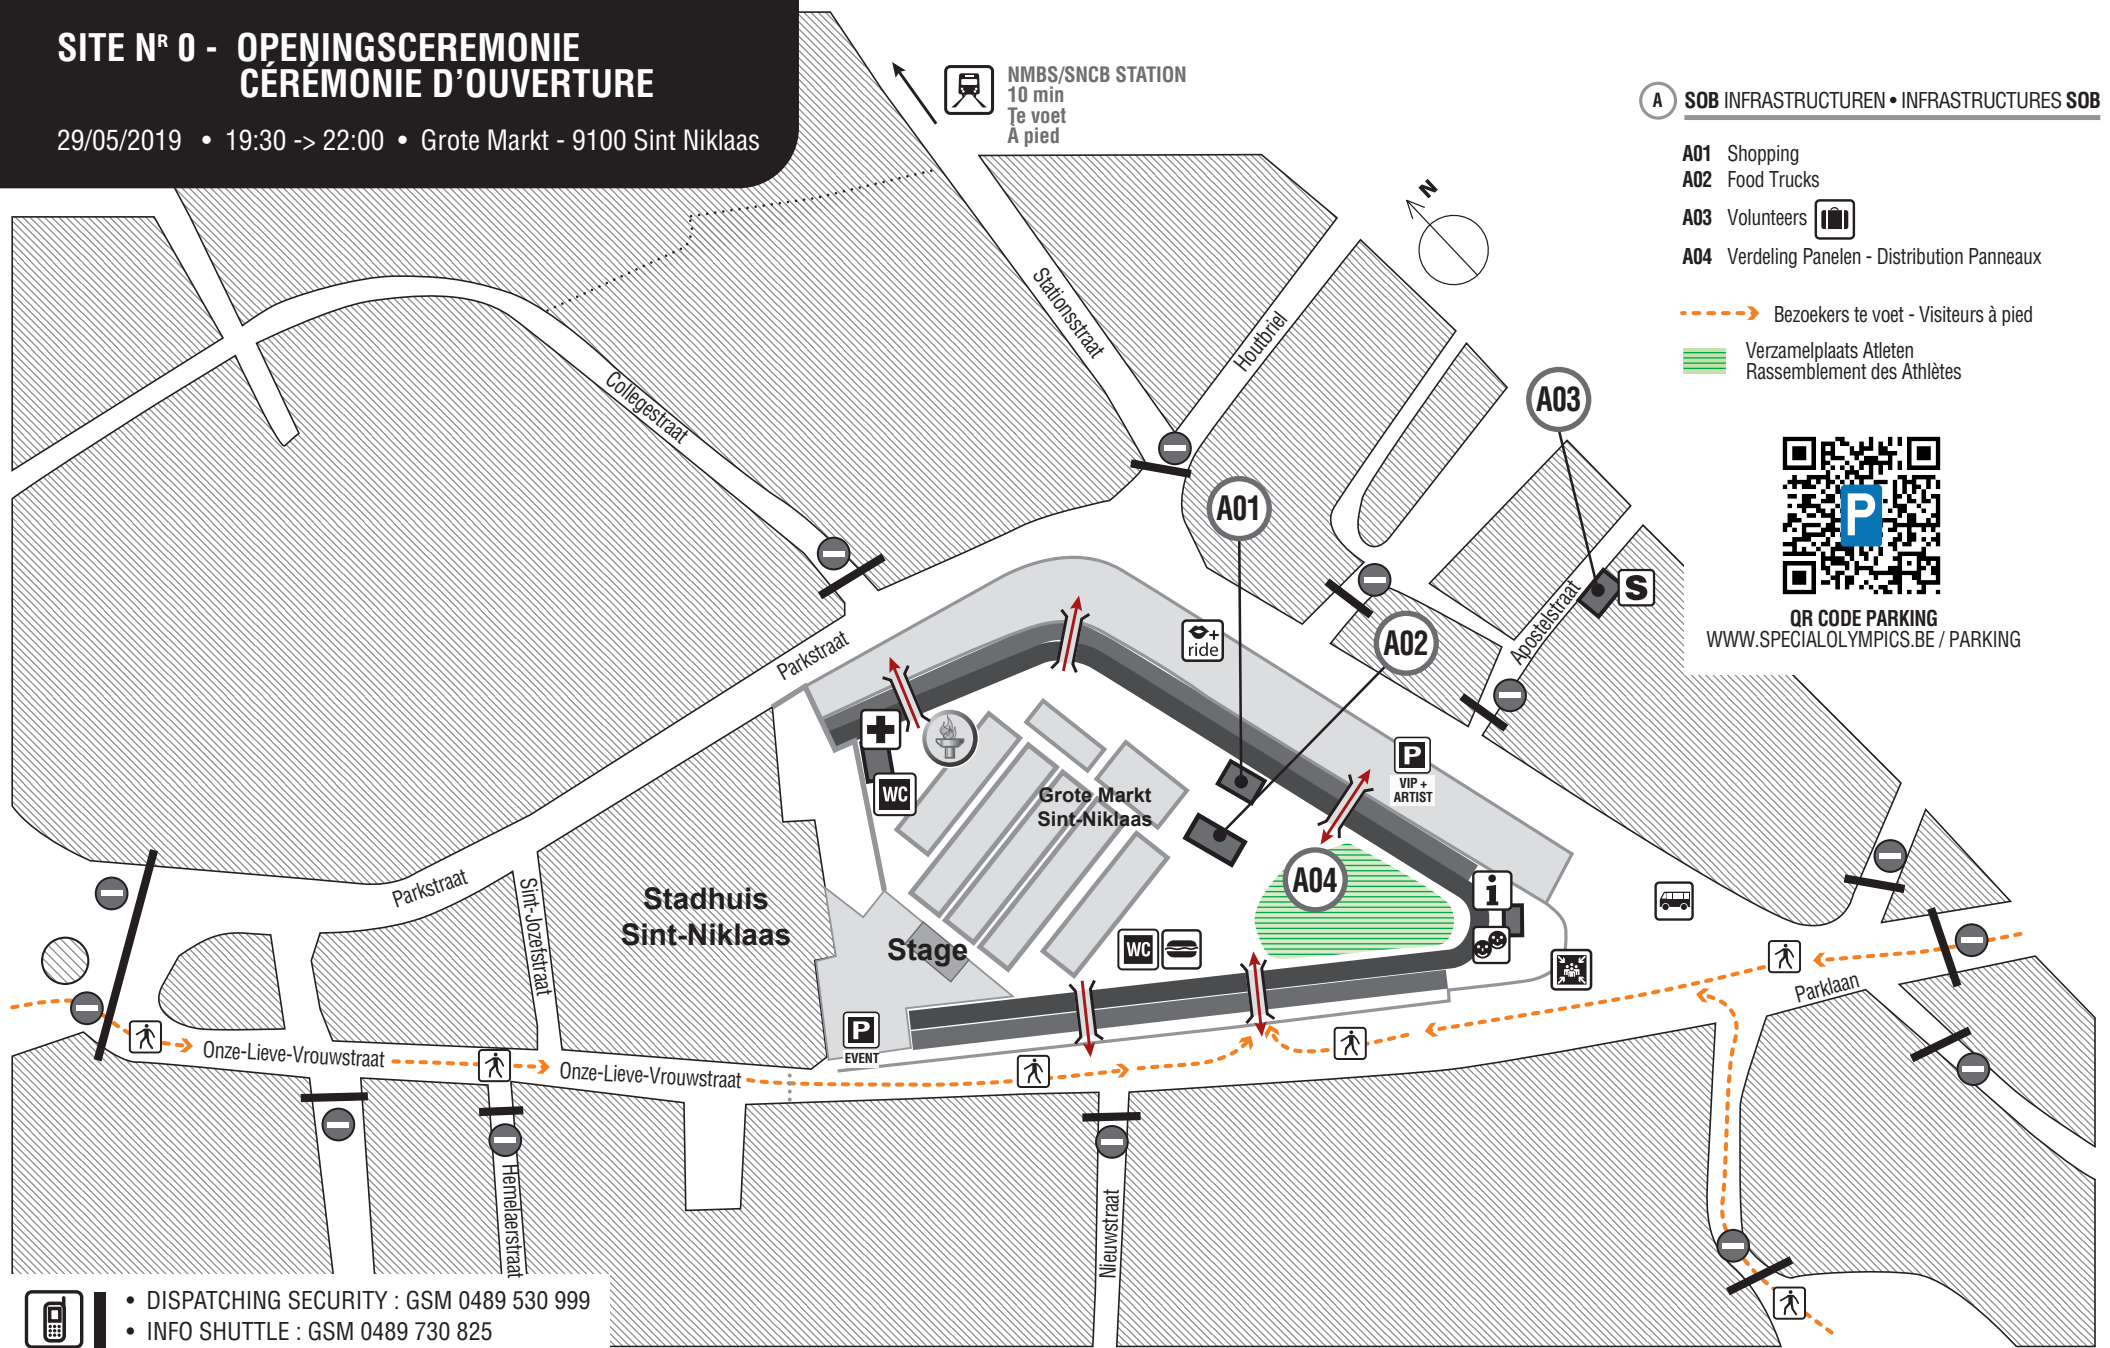 SITE Nᴿ 0 - OPENINGSCEREMONIE
CÉRÉMONIE D'OUVERTURE
29/05/2019 • 19:30 -> 22:00 • Grote Markt - 9100 Sint Niklaas
NMBS/SNCB STATION
10 min
Te voet
À pied
N
A SOB INFRASTRUCTUREN • INFRASTRUCTURES SOB
A01 Shopping
A02 Food Trucks
A03 Volunteers
A04 Verdeling Panelen - Distribution Panneaux
Bezoekers te voet - Visiteurs à pied
Verzamelplaats Atleten
Rassemblement des Athlètes
P
QR CODE PARKING
WWW.SPECIALOLYMPICS.BE / PARKING
Stationsstraat
Houtbriel
Collegestraat
A03
A01
A02
S
Apostelstraat
Parkstraat
+
ride
P
VIP +
ARTIST
WC
Grote Markt
Sint-Niklaas
A04
i
Parkstraat
Sint-Jozefstraat
Stadhuis
Sint-Niklaas
Stage
WC
Parklaan
P
EVENT
Onze-Lieve-Vrouwstraat
Onze-Lieve-Vrouwstraat
Hemelaerstraat
Nieuwstraat
• DISPATCHING SECURITY : GSM 0489 530 999
• INFO SHUTTLE : GSM 0489 730 825